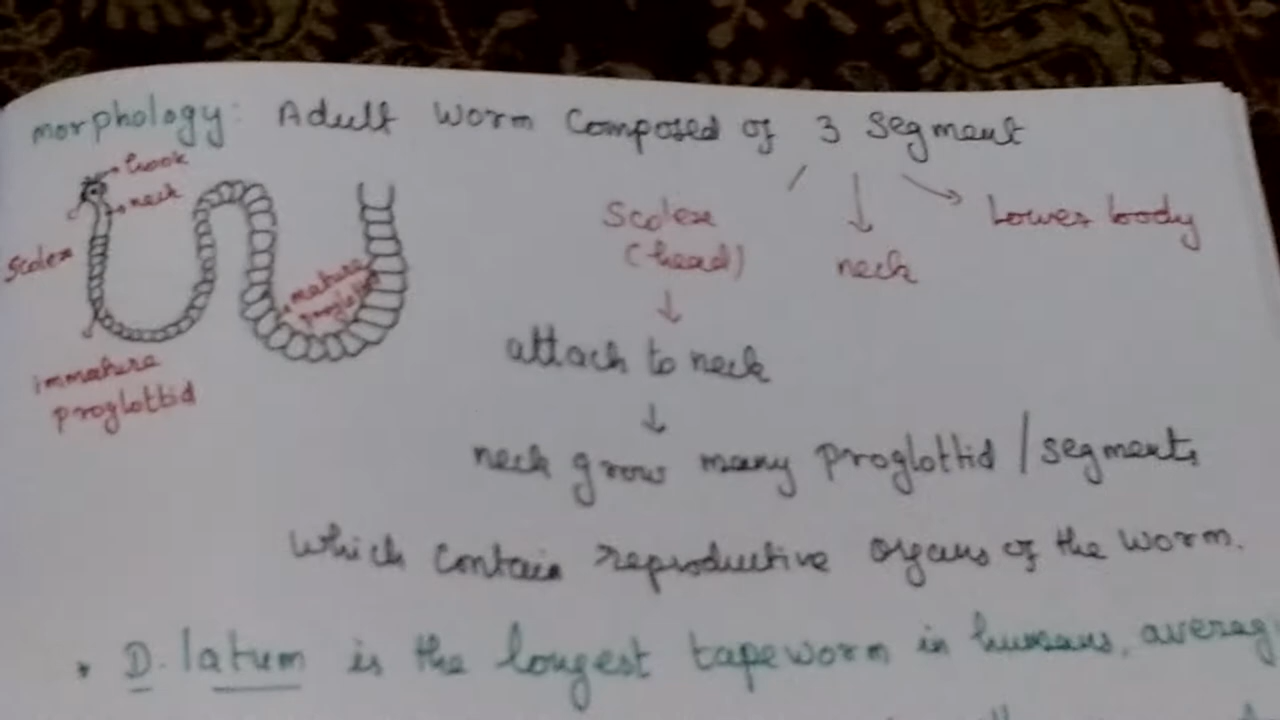 morphology: Adult worm Composed of 3 segment
hook
neck
Scolex
mature
proglottid
immature
proglottid
Scolex
(head)
neck
Lower body
attach to neck
neck grow many proglottid / segments
which contain reproductive organs of the worm.
• D. latum is the longest tapeworm in humans, averag